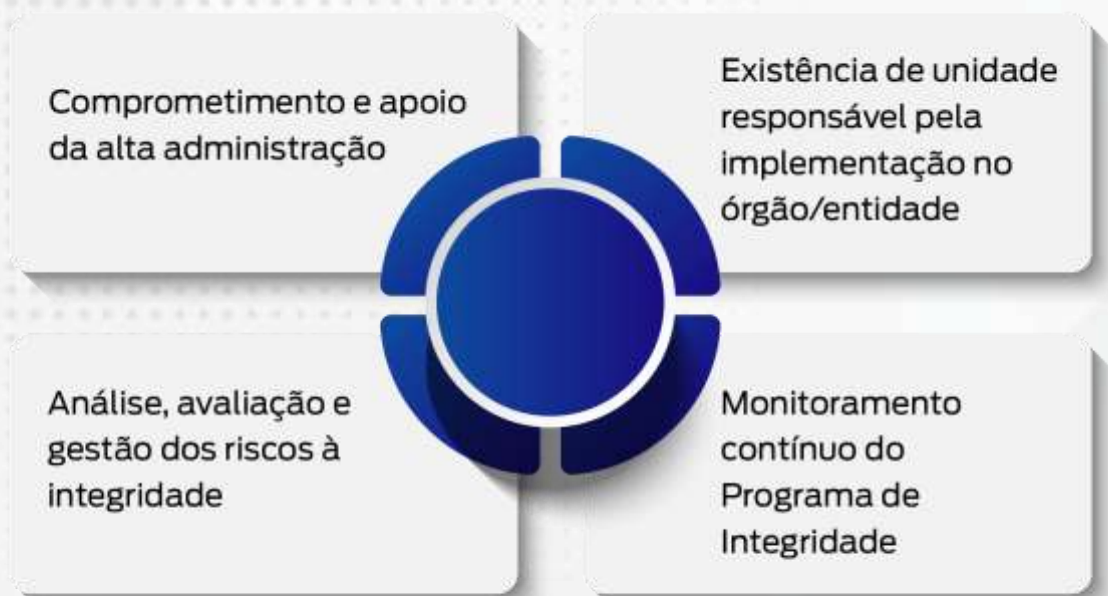 Comprometimento e apoio
da alta administração
Existência de unidade
responsável pela
implementação no
órgão/entidade
Análise, avaliação e
gestão dos riscos à
integridade
Monitoramento
contínuo do
Programa de
Integridade